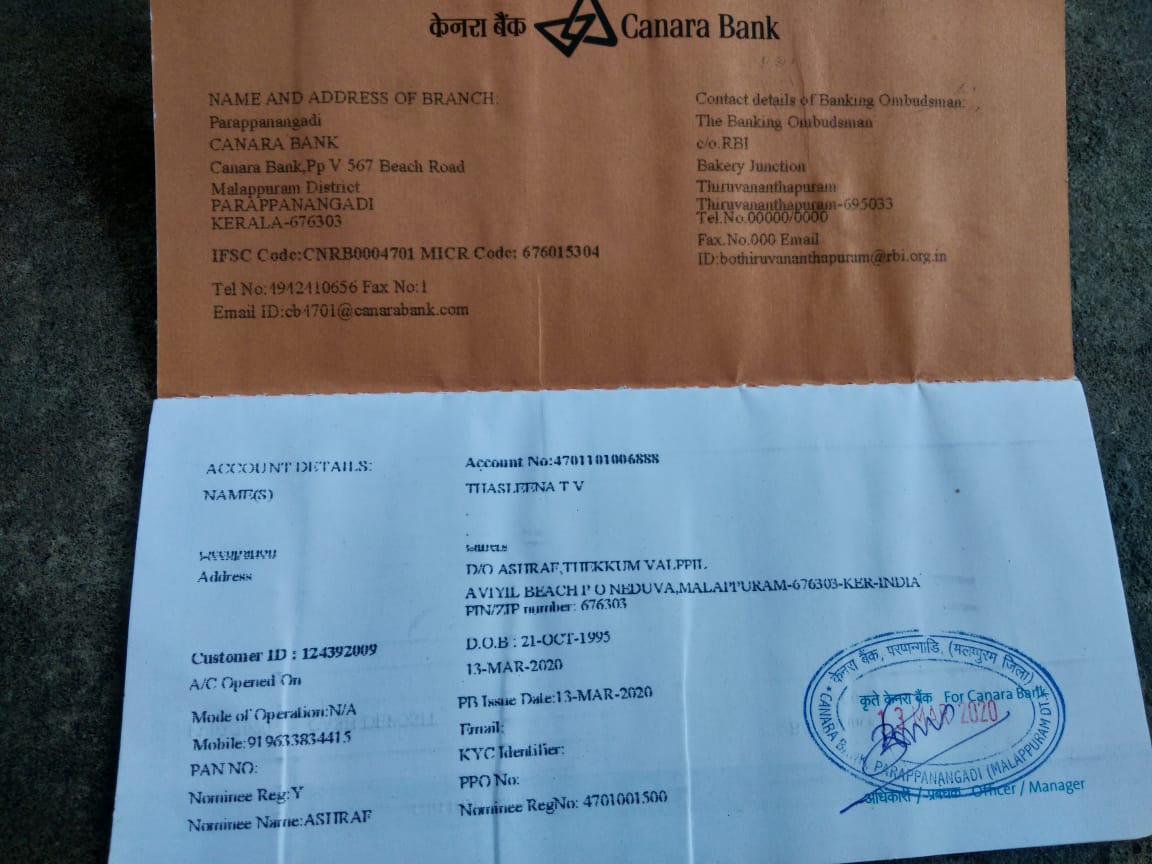 केनरा बैंक Canara Bank
NAME AND ADDRESS OF BRANCH:
Parappanangadi
CANARA BANK
Canara Bank,Pp V 567 Beach Road
Malappuram District
PARAPPANANGADI
KERALA-676303
IFSC Code:CNRB0004701 MICR Code: 676015304
Tel No:4942410656 Fax No:1
Email ID:cb4701@canarabank.com
Contact details of Banking Ombudsman:
The Banking Ombudsman
c/o.RBI
Bakery Junction
Thiruvananthapuram
Thiruvananthapuram-695033
Tel.No.00000/0000
Fax.No.000 Email
ID:bothiruvananthapuram@rbi.org.in
ACCOUNT DETAILS: Account No:4701101006888
NAME(S) THASLEENA T V
Occupation
Address D/O ASHRAF,THEKKUM VALPPIL
AVIYIL BEACH P O NEDUVA,MALAPPURAM-676303-KER-INDIA
PIN/ZIP number: 676303
Customer ID : 124392009 D.O.B : 21-OCT-1995
A/C Opened On 13-MAR-2020
Mode of Operation:N/A PB Issue Date:13-MAR-2020
Mobile:919633834415 Email:
PAN NO: KYC Identifier:
Nominee Reg:Y PPO No:
Nominee Name:ASHRAF Nominee RegNo: 4701001500
केनरा बैंक, परपनन्गाडि, (मलप्पुरम जिला)
कृते केनरा बैंक For Canara Bank
13 MAR 2020
CANARA BANK, PARAPPANANGADI (MALAPPURAM DT.)
अधिकारी / प्रबंधक Officer / Manager